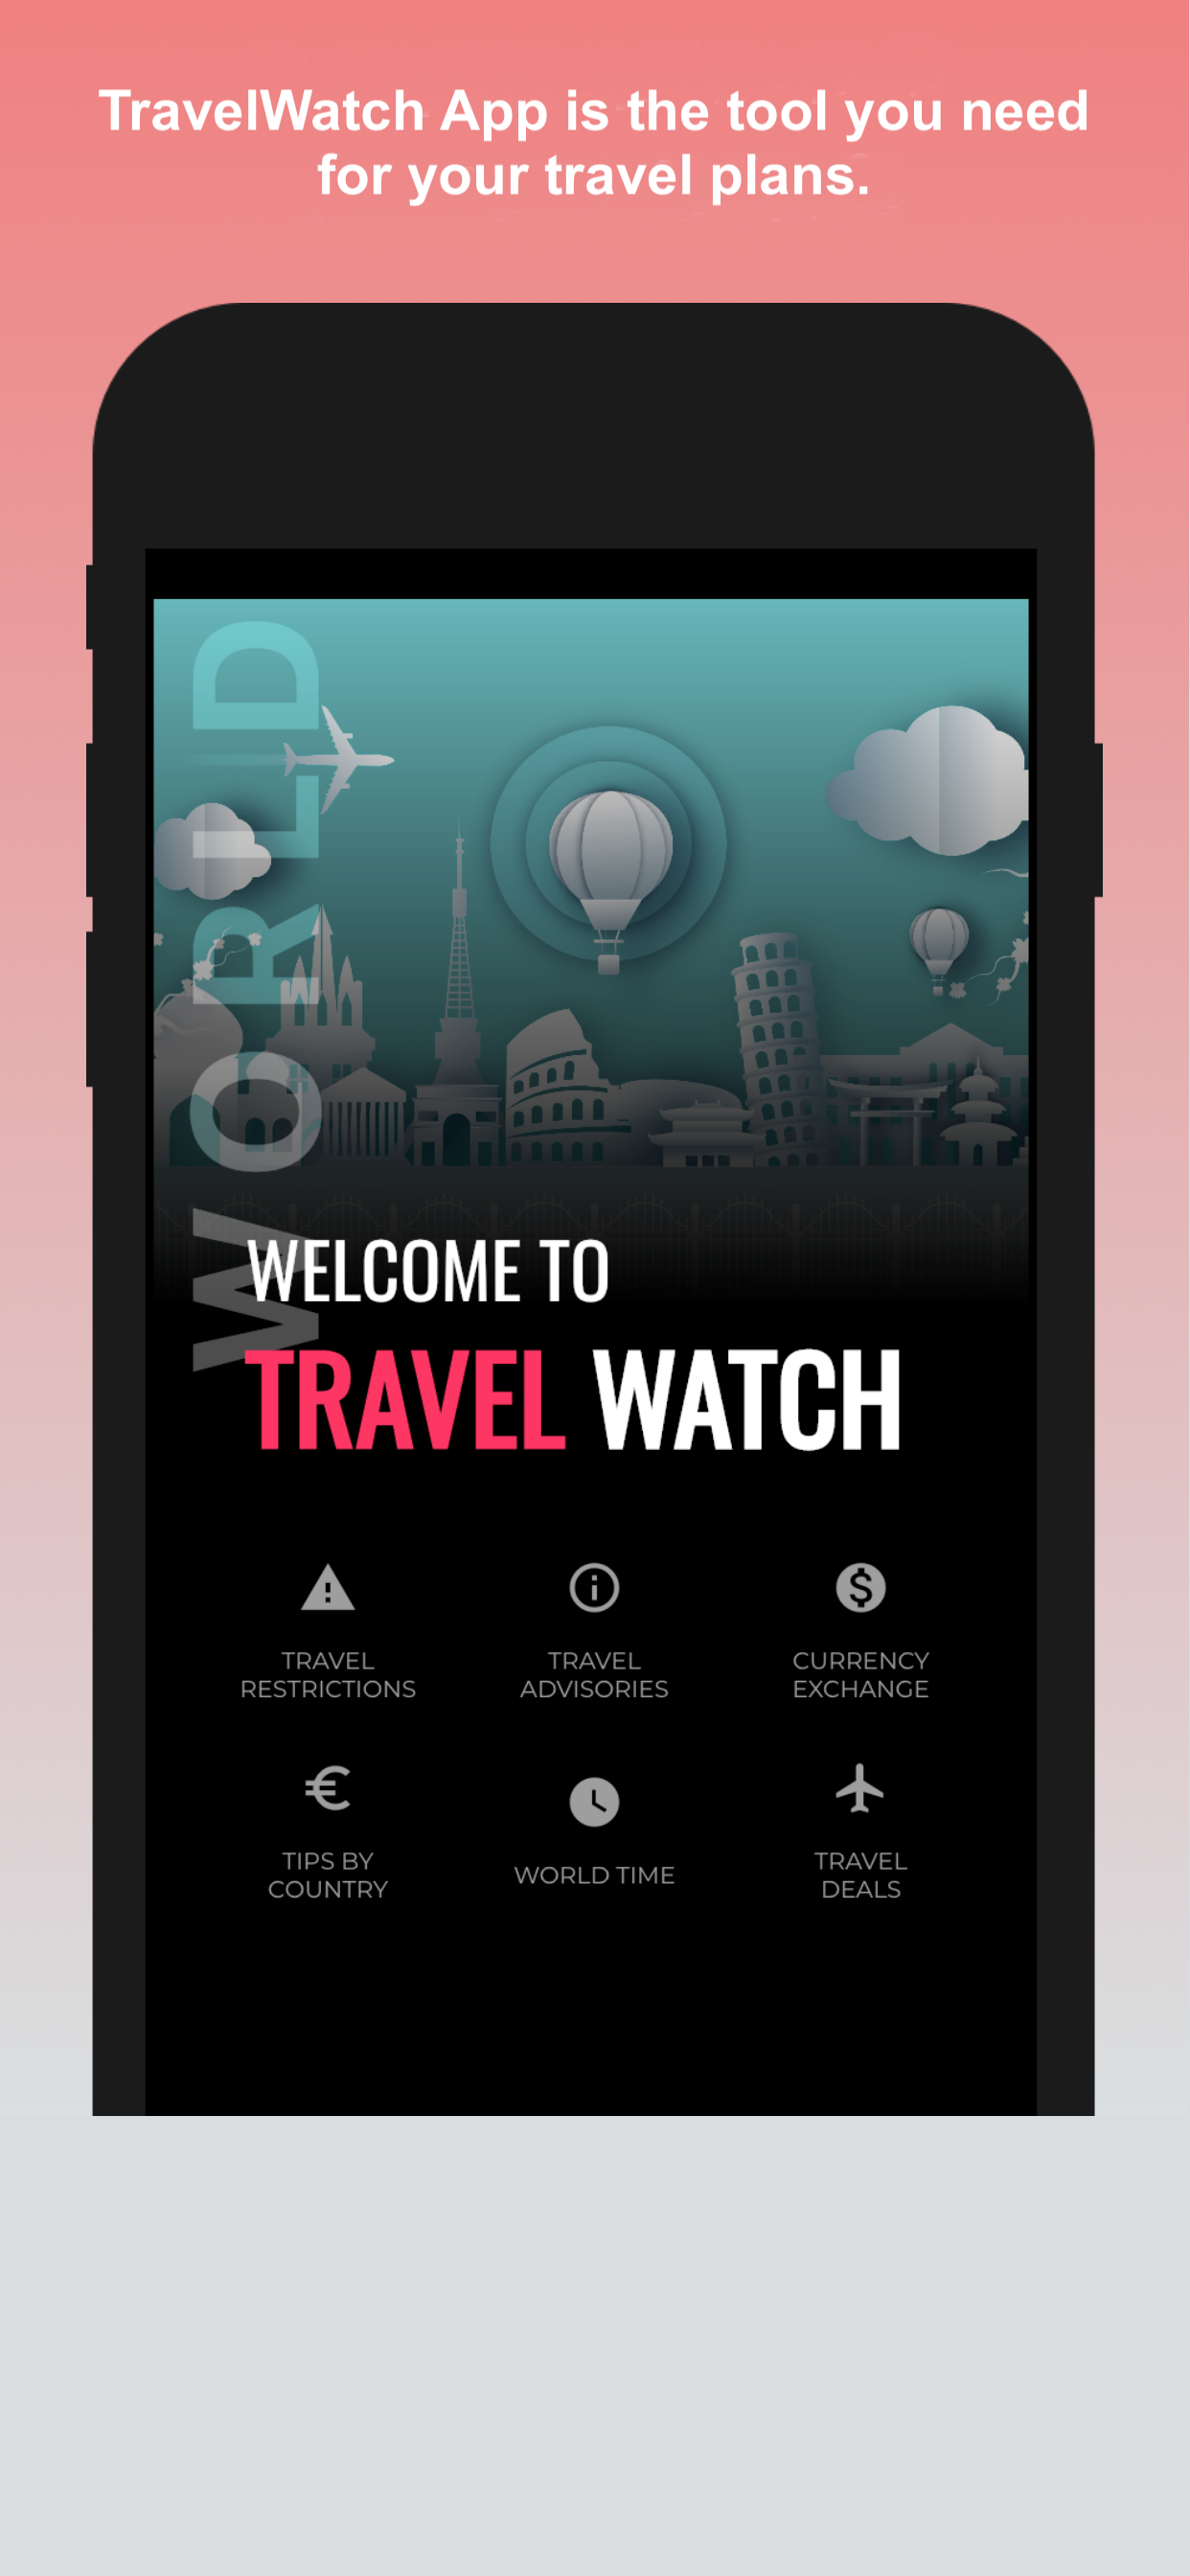 TravelWatch App is the tool you need
for your travel plans.
WORLD
WELCOME TO
TRAVEL WATCH
TRAVEL
RESTRICTIONS
TRAVEL
ADVISORIES
CURRENCY
EXCHANGE
TIPS BY
COUNTRY
WORLD TIME
TRAVEL
DEALS